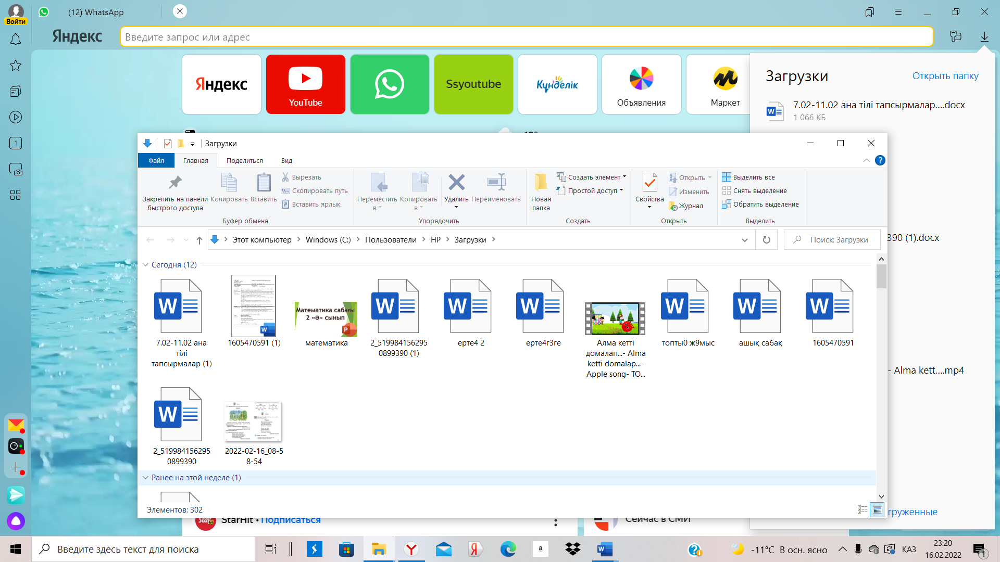 Войти
(12) WhatsApp
Яндекс
Введите запрос или адрес
Яндекс
YouTube
Ssyoutube
Күнделік
Объявления
Маркет
Загрузки
Открыть папку
7.02-11.02 ана тілі тапсырмалар....docx
1 066 КБ
Загрузки
Файл
Главная
Поделиться
Вид
Закрепить на панели
быстрого доступа
Копировать
Вставить
Вырезать
Скопировать путь
Вставить ярлык
Буфер обмена
Переместить
в
Копировать
в
Удалить
Переименовать
Упорядочить
Новая
папка
Создать элемент
Простой доступ
Создать
Свойства
Открыть
Изменить
Журнал
Открыть
Выделить все
Снять выделение
Обратить выделение
Выделить
Этот компьютер
Windows (C:)
Пользователи
HP
Загрузки
Поиск: Загрузки
390 (1).docx
Сегодня (12)
Математика сабағы
2 «Ә» сынып
7.02-11.02 ана
тілі
тапсырмалар (1)
1605470591 (1)
математика
2_519984156295
0899390 (1)
ерте4 2
ерте4г3ге
Алма кетті
домалап...- Alma
ketti domalap...-
Apple song- TO...
топты0 ж9мыс
ашық сабақ
1605470591
- Alma kett....mp4
2_519984156295
0899390
2022-02-16_08-5
8-54
Ранее на этой неделе (1)
Элементов: 302
груженные
StarHit • Подписаться
Сейчас в СМИ
Введите здесь текст для поиска
-11°C В осн. ясно
ҚАЗ
23:20
16.02.2022
1